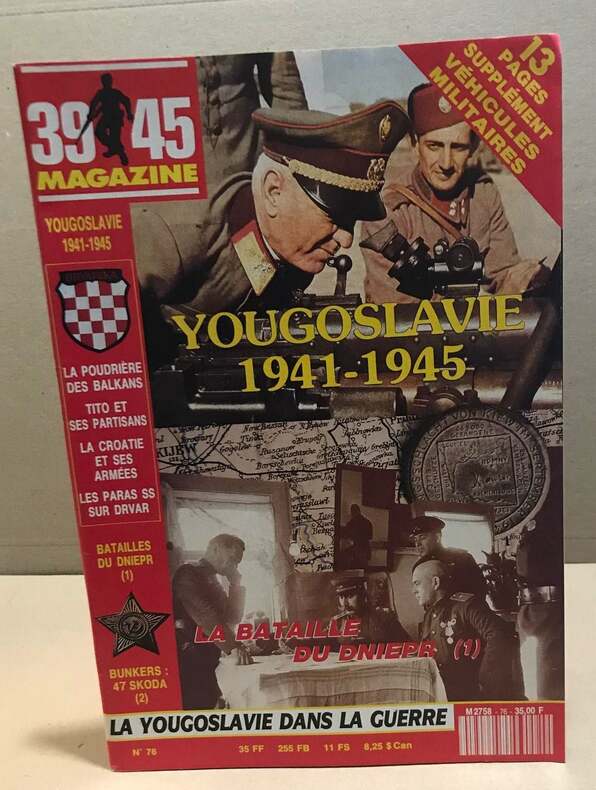 39 45
MAGAZINE
13
PAGES
SUPPLÉMENT
VÉHICULES
MILITAIRES
YOUGOSLAVIE
1941-1945
HRVATSKA
LA POUDRIÈRE
DES BALKANS
TITO ET
SES PARTISANS
LA CROATIE
ET SES
ARMÉES
LES PARAS SS
SUR DRVAR
BATAILLES
DU DNIEPR
(1)
BUNKERS :
47 SKODA
(2)
YOUGOSLAVIE
1941-1945
KIJEW
LA BATAILLE
DU DNIEPR (1)
LA YOUGOSLAVIE DANS LA GUERRE
M 2758 - 76 - 35,00 F
N° 76
35 FF
255 FB
11 FS
8,25 $ Can